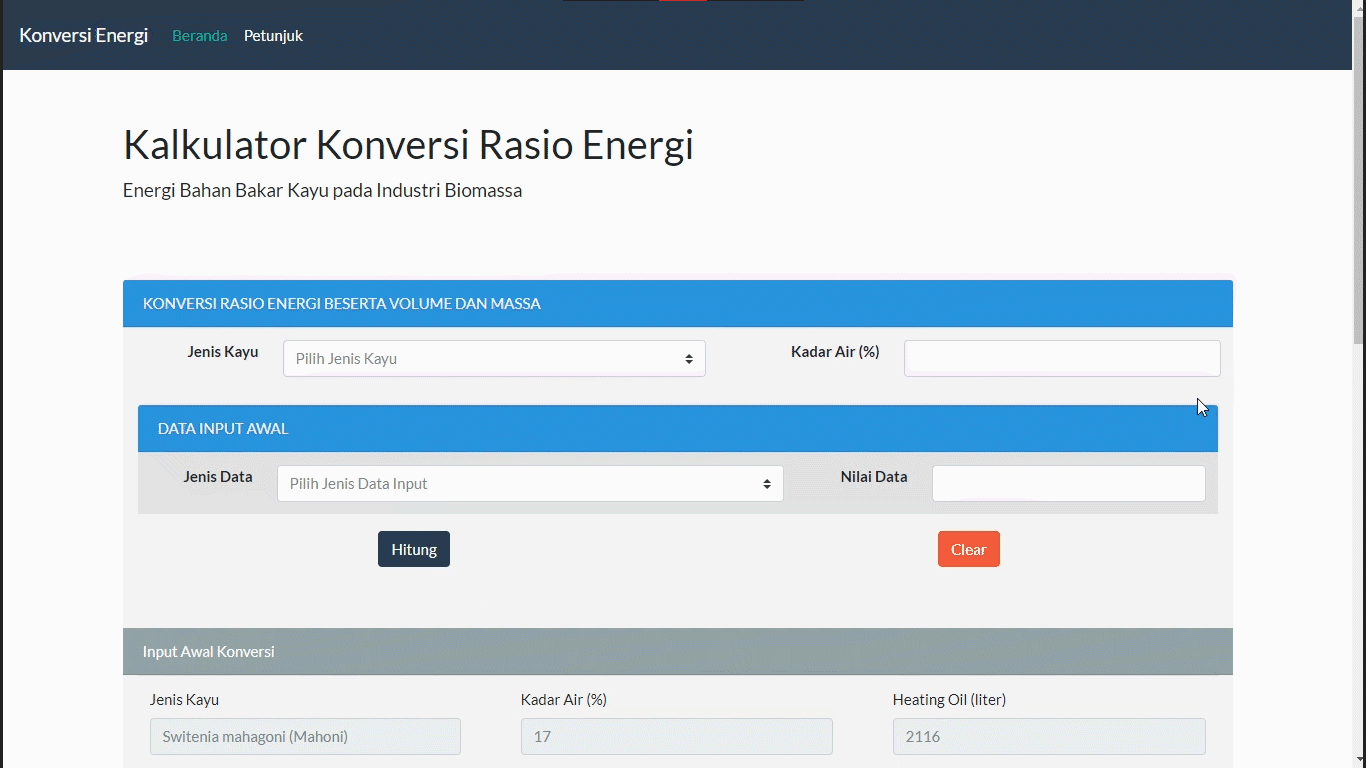 Konversi Energi Beranda Petunjuk
Kalkulator Konversi Rasio Energi
Energi Bahan Bakar Kayu pada Industri Biomassa
KONVERSI RASIO ENERGI BESERTA VOLUME DAN MASSA
Jenis Kayu Pilih Jenis Kayu Kadar Air (%)
DATA INPUT AWAL
Jenis Data Pilih Jenis Data Input Nilai Data
Hitung Clear
Input Awal Konversi
Jenis Kayu Kadar Air (%) Heating Oil (liter)
Switenia mahagoni (Mahoni) 17 2116